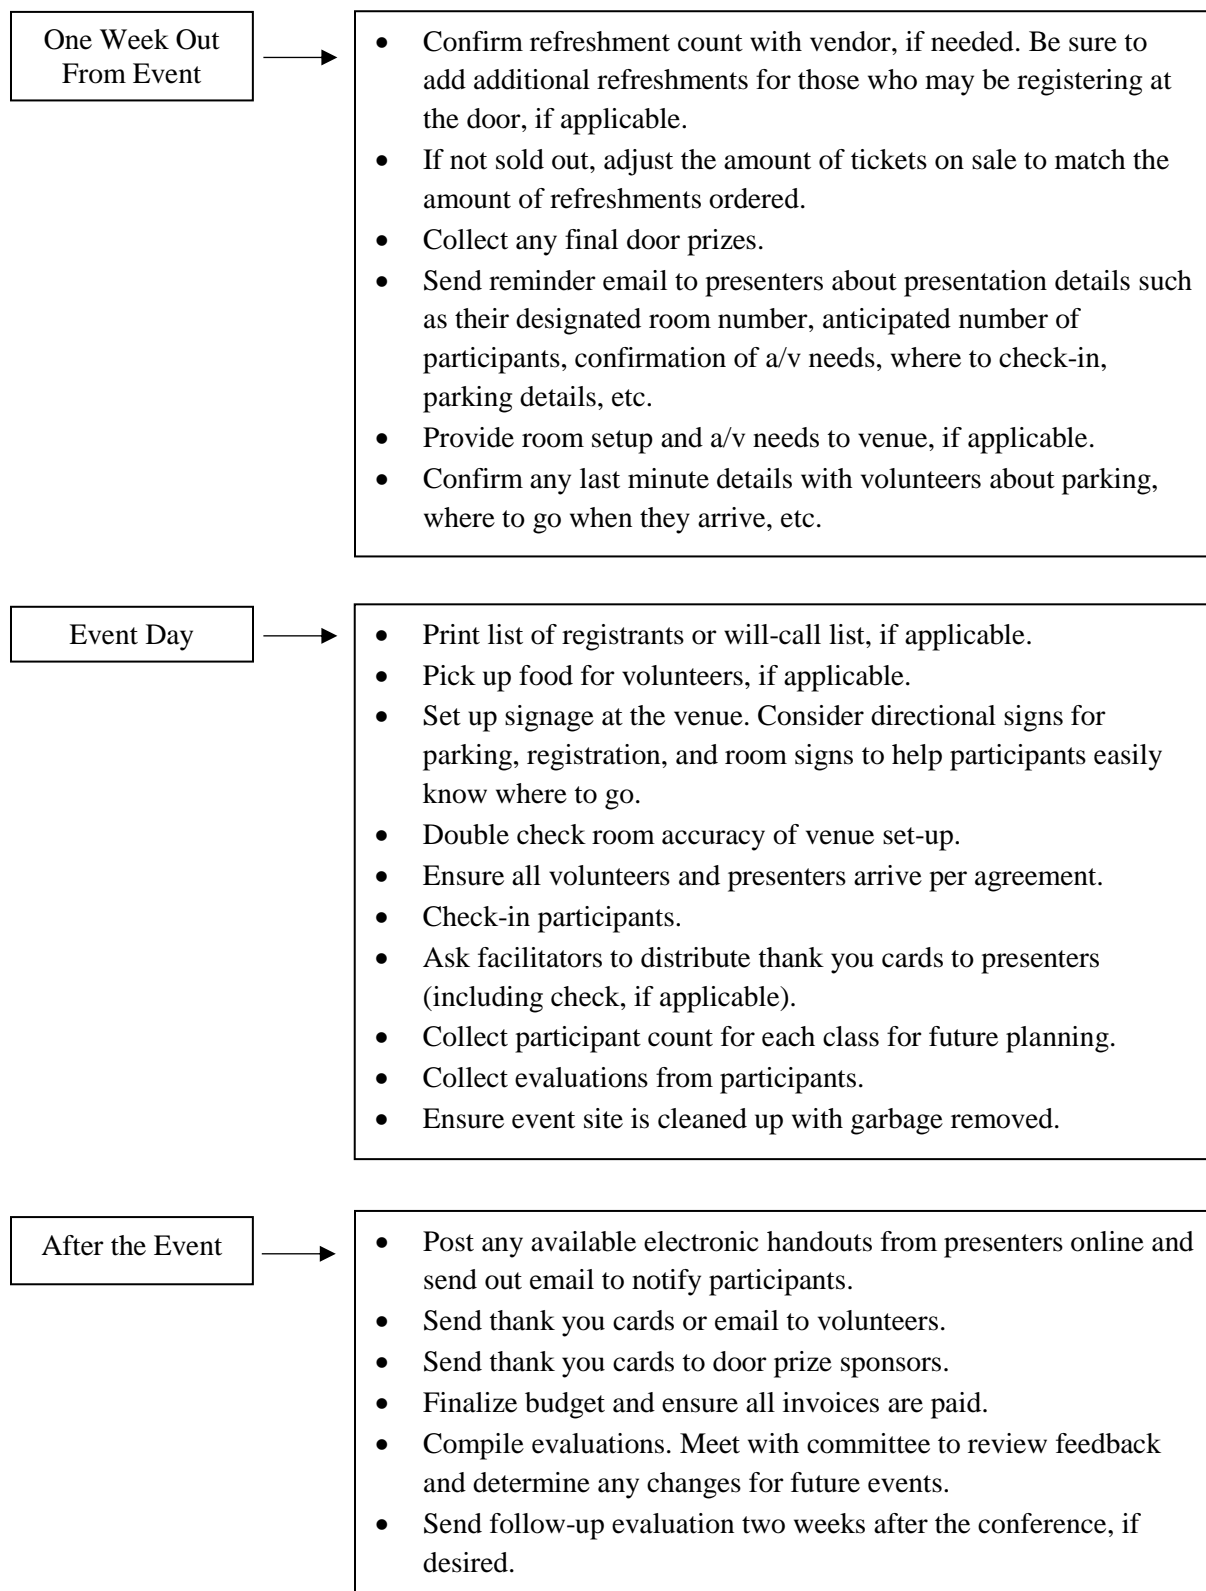 One Week Out
From Event
• Confirm refreshment count with vendor, if needed. Be sure to
add additional refreshments for those who may be registering at
the door, if applicable.
• If not sold out, adjust the amount of tickets on sale to match the
amount of refreshments ordered.
• Collect any final door prizes.
• Send reminder email to presenters about presentation details such
as their designated room number, anticipated number of
participants, confirmation of a/v needs, where to check-in,
parking details, etc.
• Provide room setup and a/v needs to venue, if applicable.
• Confirm any last minute details with volunteers about parking,
where to go when they arrive, etc.
Event Day
• Print list of registrants or will-call list, if applicable.
• Pick up food for volunteers, if applicable.
• Set up signage at the venue. Consider directional signs for
parking, registration, and room signs to help participants easily
know where to go.
• Double check room accuracy of venue set-up.
• Ensure all volunteers and presenters arrive per agreement.
• Check-in participants.
• Ask facilitators to distribute thank you cards to presenters
(including check, if applicable).
• Collect participant count for each class for future planning.
• Collect evaluations from participants.
• Ensure event site is cleaned up with garbage removed.
After the Event
• Post any available electronic handouts from presenters online and
send out email to notify participants.
• Send thank you cards or email to volunteers.
• Send thank you cards to door prize sponsors.
• Finalize budget and ensure all invoices are paid.
• Compile evaluations. Meet with committee to review feedback
and determine any changes for future events.
• Send follow-up evaluation two weeks after the conference, if
desired.